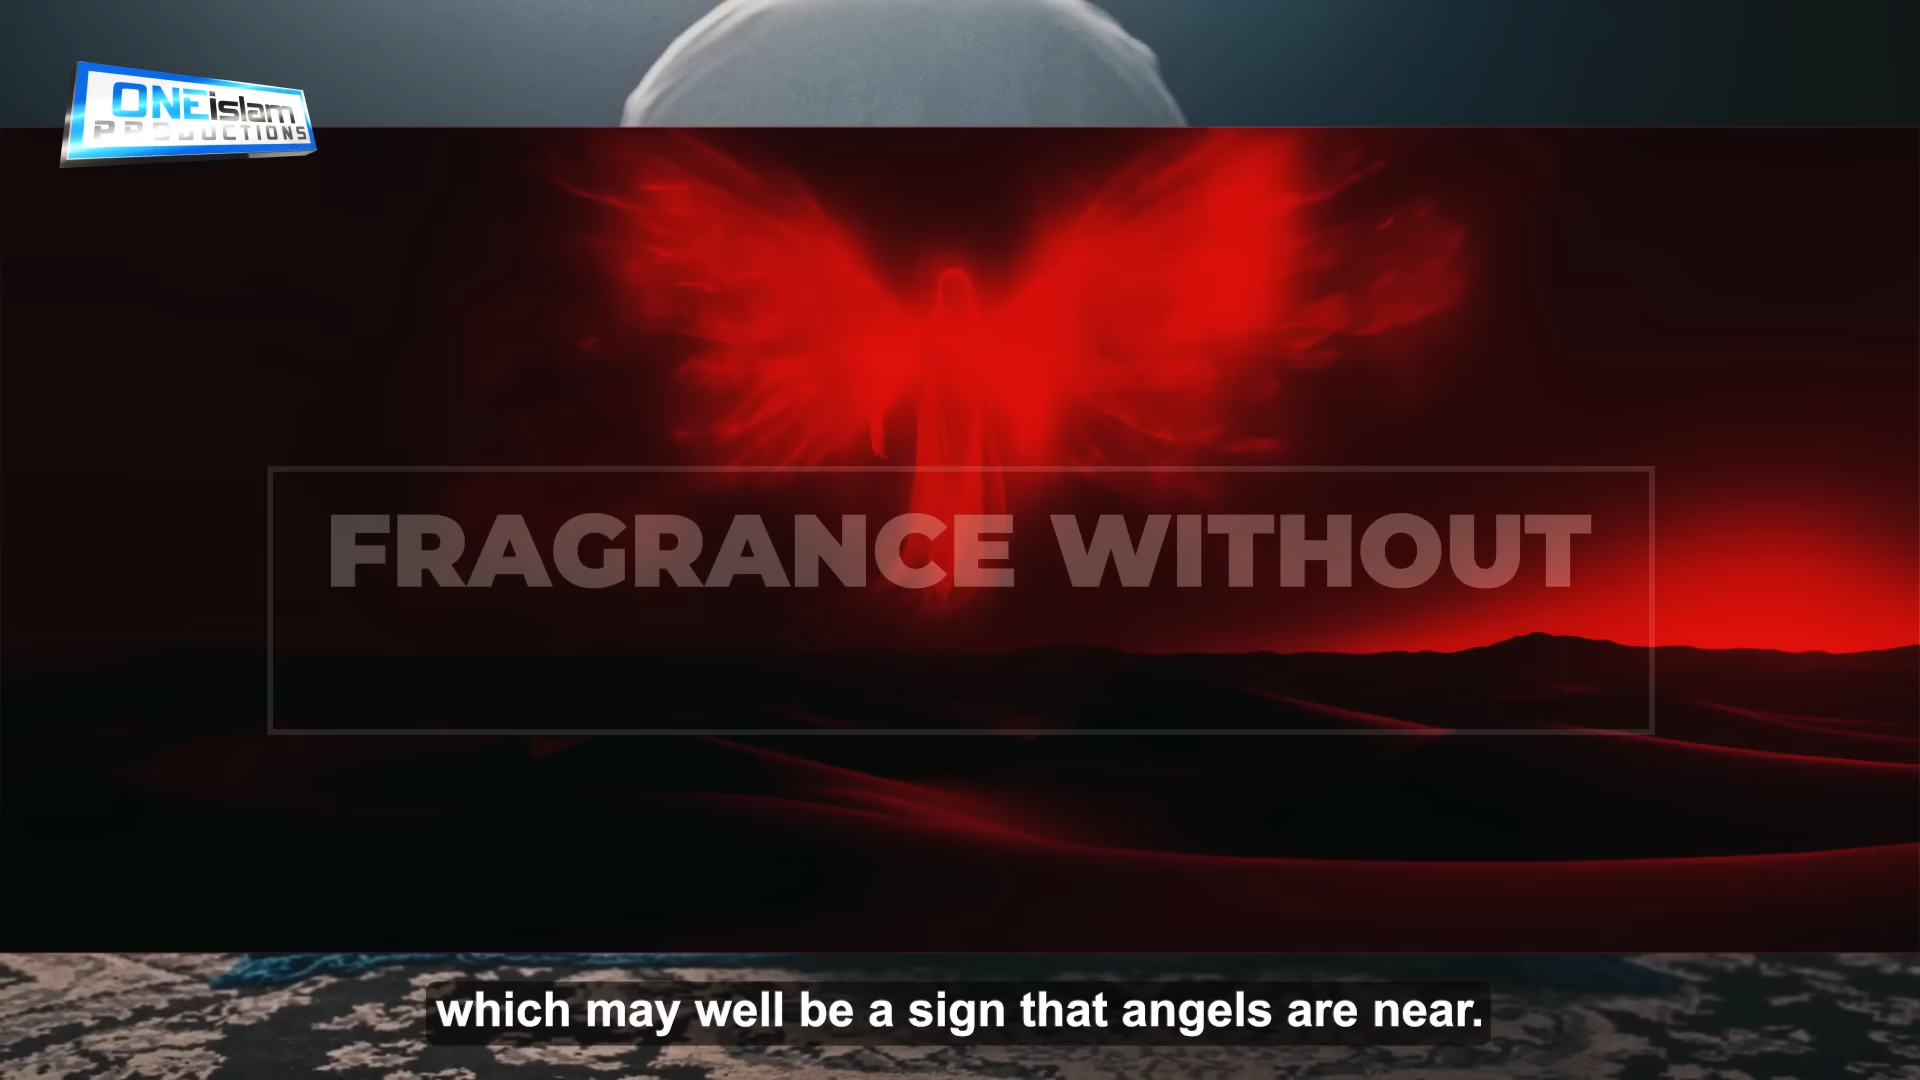 ONEislam
PRODUCTIONS
FRAGRANCE WITHOUT
which may well be a sign that angels are near.